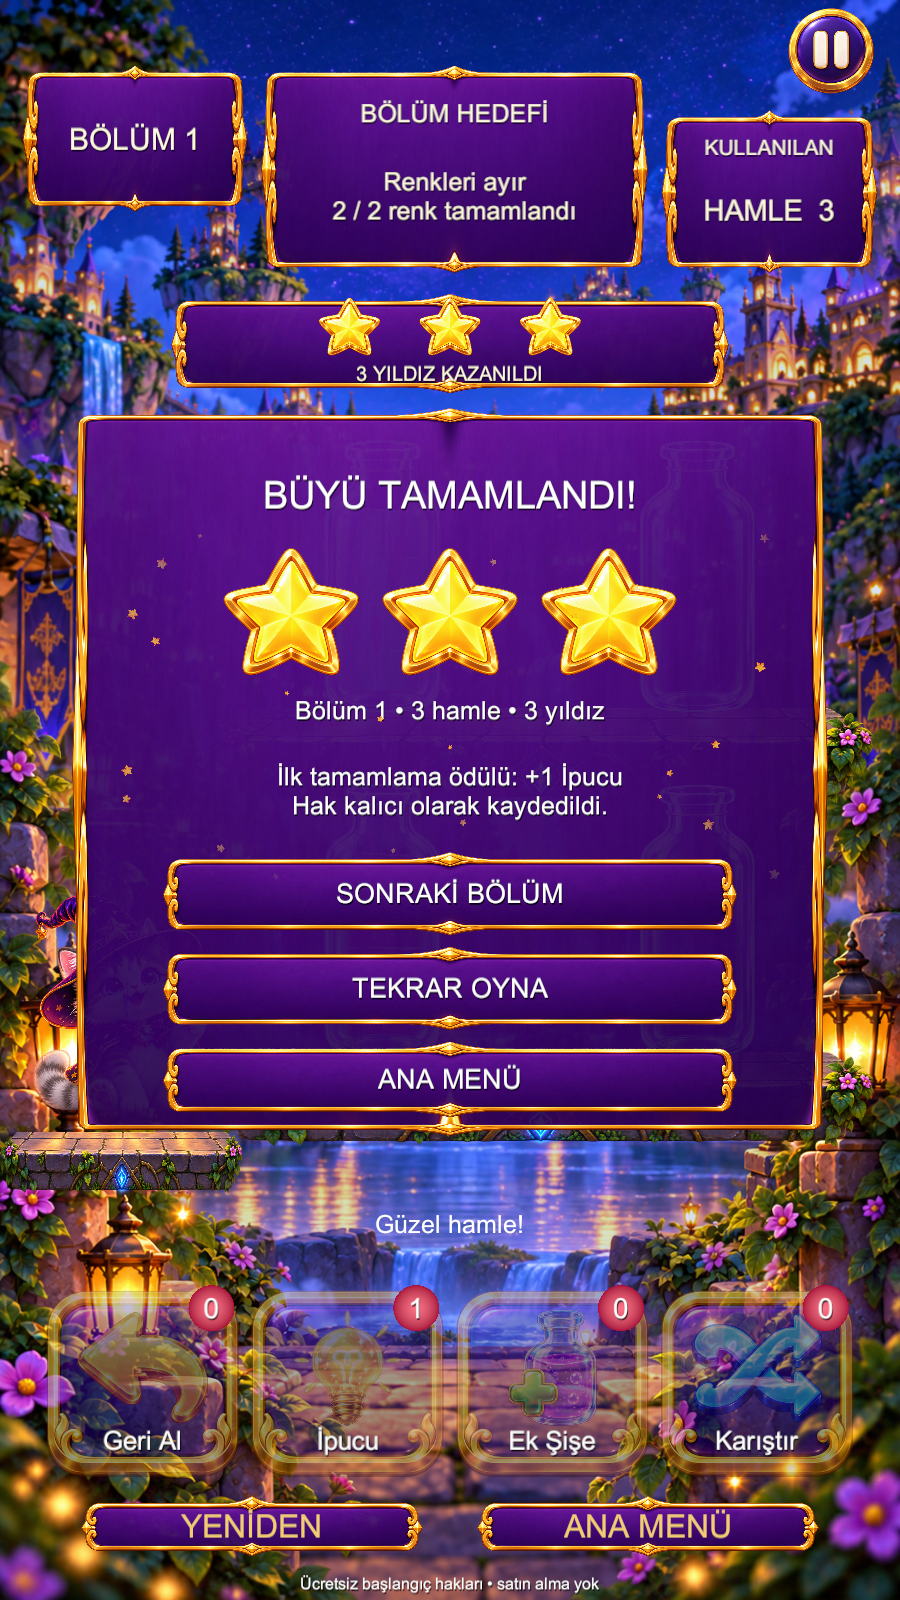 BÖLÜM 1
BÖLÜM HEDEFİ
Renkleri ayır
2 / 2 renk tamamlandı
KULLANILAN
HAMLE 3
3 YILDIZ KAZANILDI
BÜYÜ TAMAMLANDI!
Bölüm 1 • 3 hamle • 3 yıldız
İlk tamamlama ödülü: +1 İpucu
Hak kalıcı olarak kaydedildi.
SONRAKİ BÖLÜM
TEKRAR OYNA
ANA MENÜ
Güzel hamle!
0
1
0
0
Geri Al
İpucu
Ek Şişe
Karıştır
YENİDEN
ANA MENÜ
Ücretsiz başlangıç hakları • satın alma yok